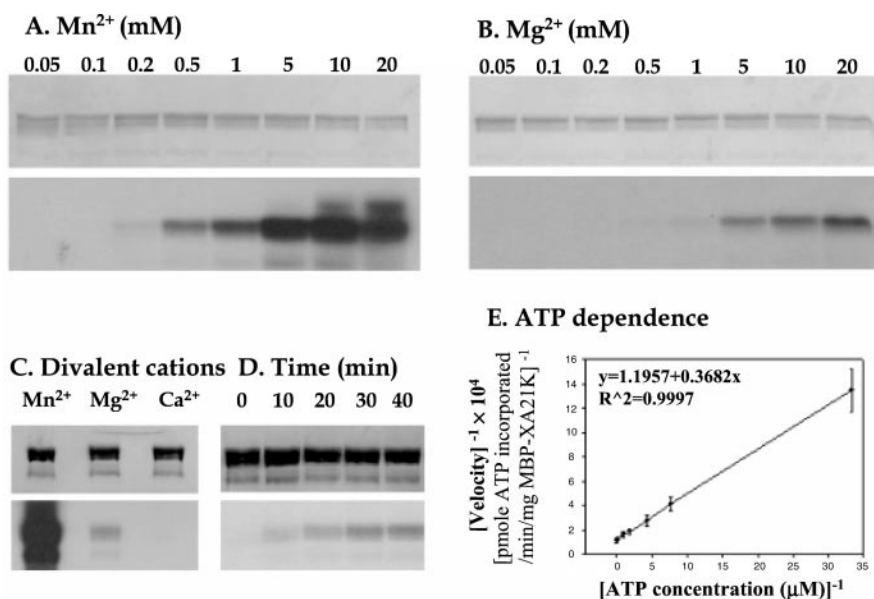 A. Mn²⁺ (mM)
0.05 0.1 0.2 0.5 1 5 10 20
B. Mg²⁺ (mM)
0.05 0.1 0.2 0.5 1 5 10 20
C. Divalent cations
Mn²⁺ Mg²⁺ Ca²⁺
D. Time (min)
0 10 20 30 40
E. ATP dependence
[Velocity]⁻¹ × 10⁴
[pmole ATP incorporated
/min/mg MBP-XA21K]⁻¹
16
14
12
10
8
6
4
2
0
y=1.1957+0.3682x
R^2=0.9997
0 5 10 15 20 25 30 35
[ATP concentration (μM)]⁻¹